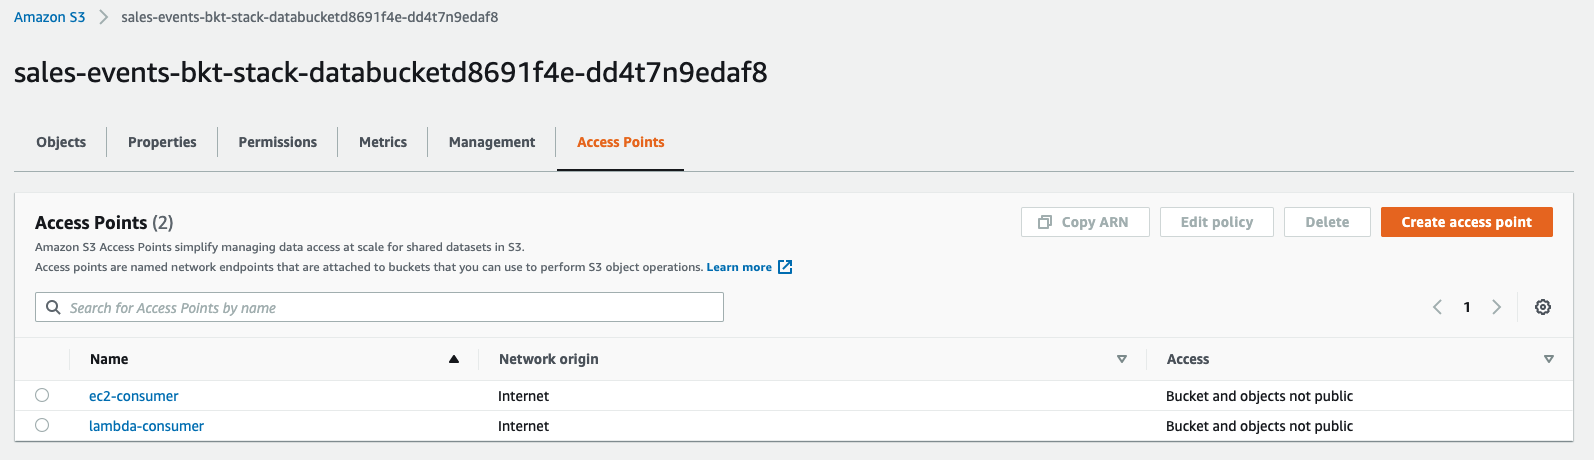 Amazon S3 > sales-events-bkt-stack-databucketd8691f4e-dd4t7n9edaf8
sales-events-bkt-stack-databucketd8691f4e-dd4t7n9edaf8
Objects Properties Permissions Metrics Management Access Points
Access Points (2) Copy ARN Edit policy Delete Create access point
Amazon S3 Access Points simplify managing data access at scale for shared datasets in S3.
Access points are named network endpoints that are attached to buckets that you can use to perform S3 object operations. Learn more
Search for Access Points by name 1
Name Network origin Access
ec2-consumer Internet Bucket and objects not public
lambda-consumer Internet Bucket and objects not public